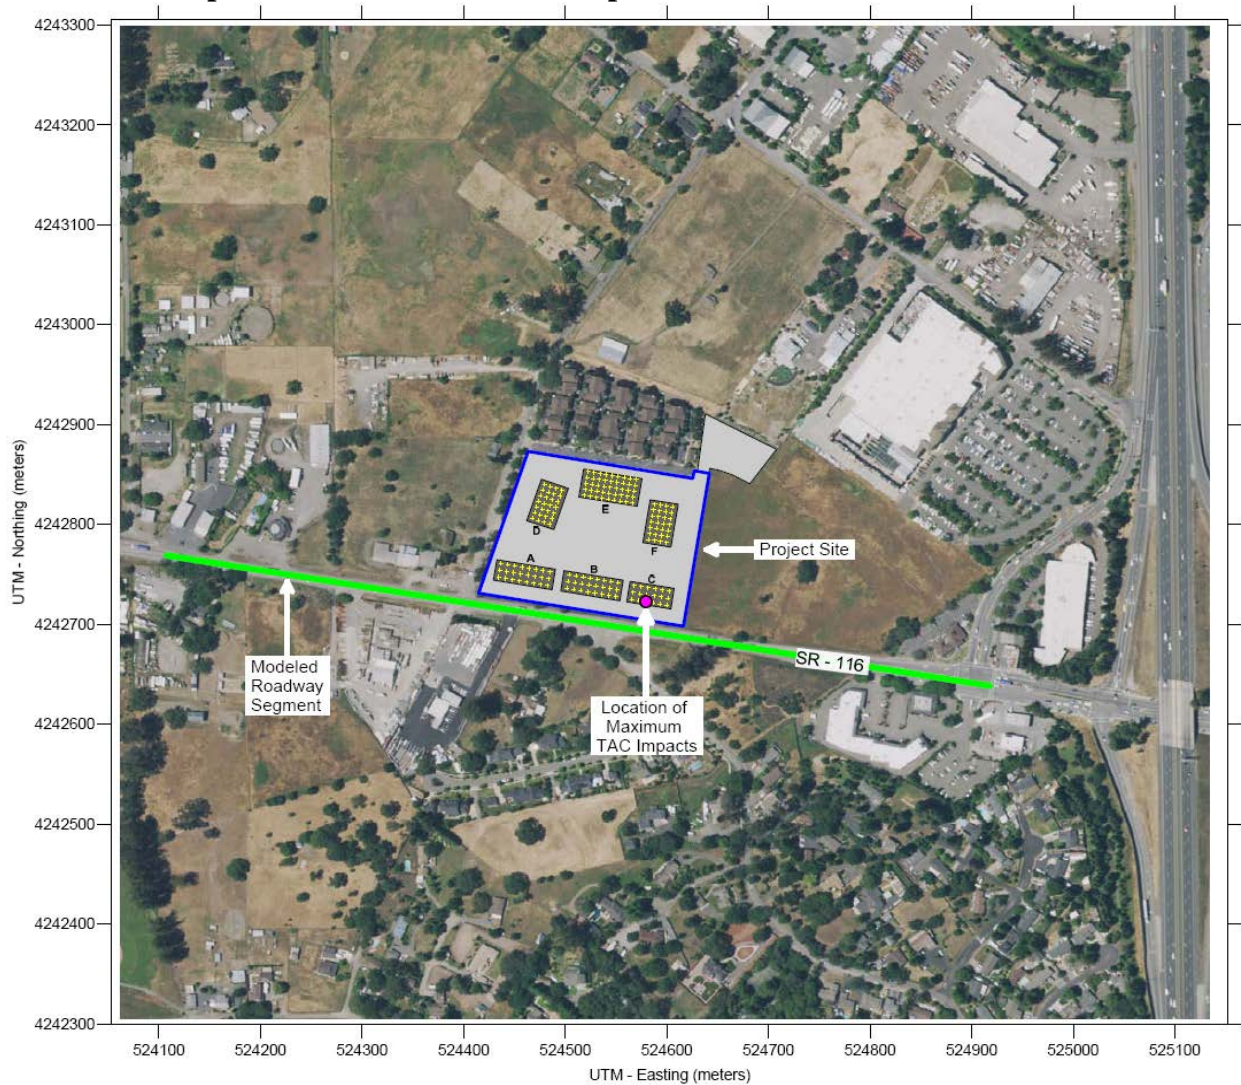 4243300
4243200
4243100
4243000
4242900
4242800
4242700
4242600
4242500
4242400
4242300
UTM - Northing (meters)
D
E
F
A
B
C
Project Site
SR - 116
Modeled
Roadway
Segment
Location of
Maximum
TAC Impacts
524100
524200
524300
524400
524500
524600
524700
524800
524900
525000
525100
UTM - Easting (meters)